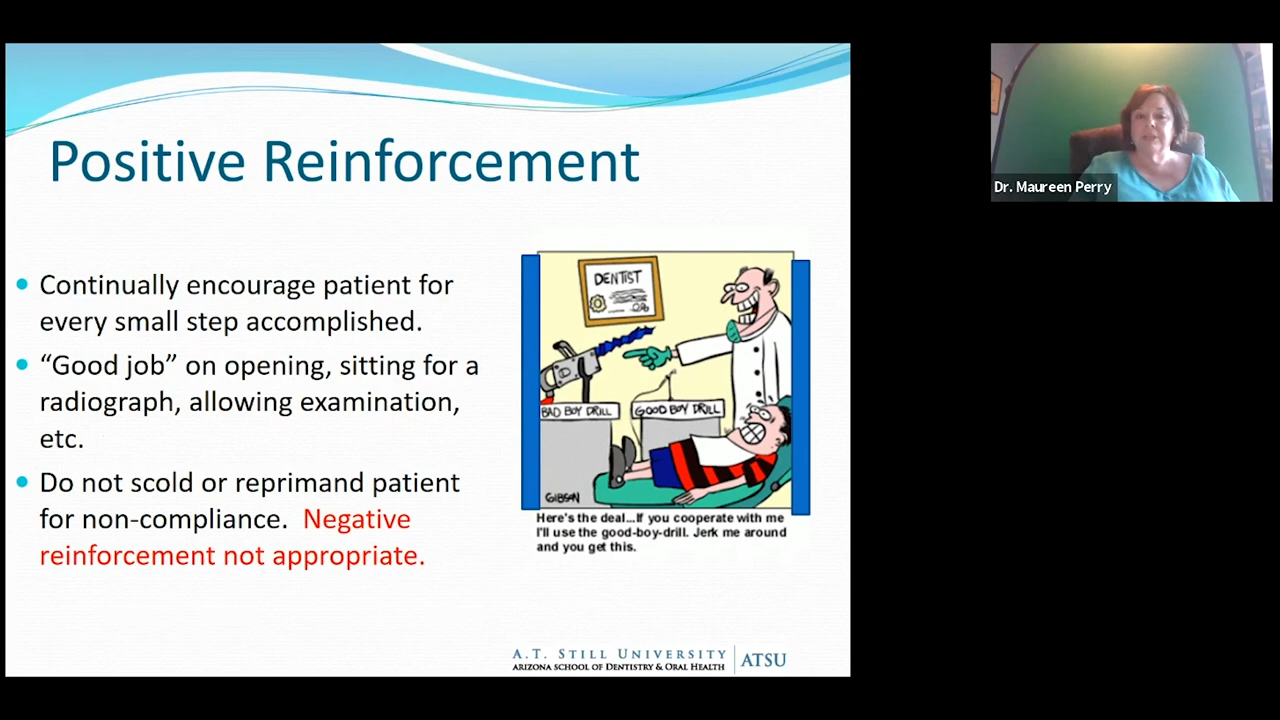 Positive Reinforcement
Continually encourage patient for
every small step accomplished.
“Good job” on opening, sitting for a
radiograph, allowing examination,
etc.
Do not scold or reprimand patient
for non-compliance. Negative
reinforcement not appropriate.
DENTIST
BAD BOY DRILL
GOOD BOY DRILL
GIBSON
Here's the deal...If you cooperate with me
I'll use the good-boy-drill. Jerk me around
and you get this.
A.T. STILL UNIVERSITY
ARIZONA SCHOOL OF DENTISTRY & ORAL HEALTH
ATSU
Dr. Maureen Perry